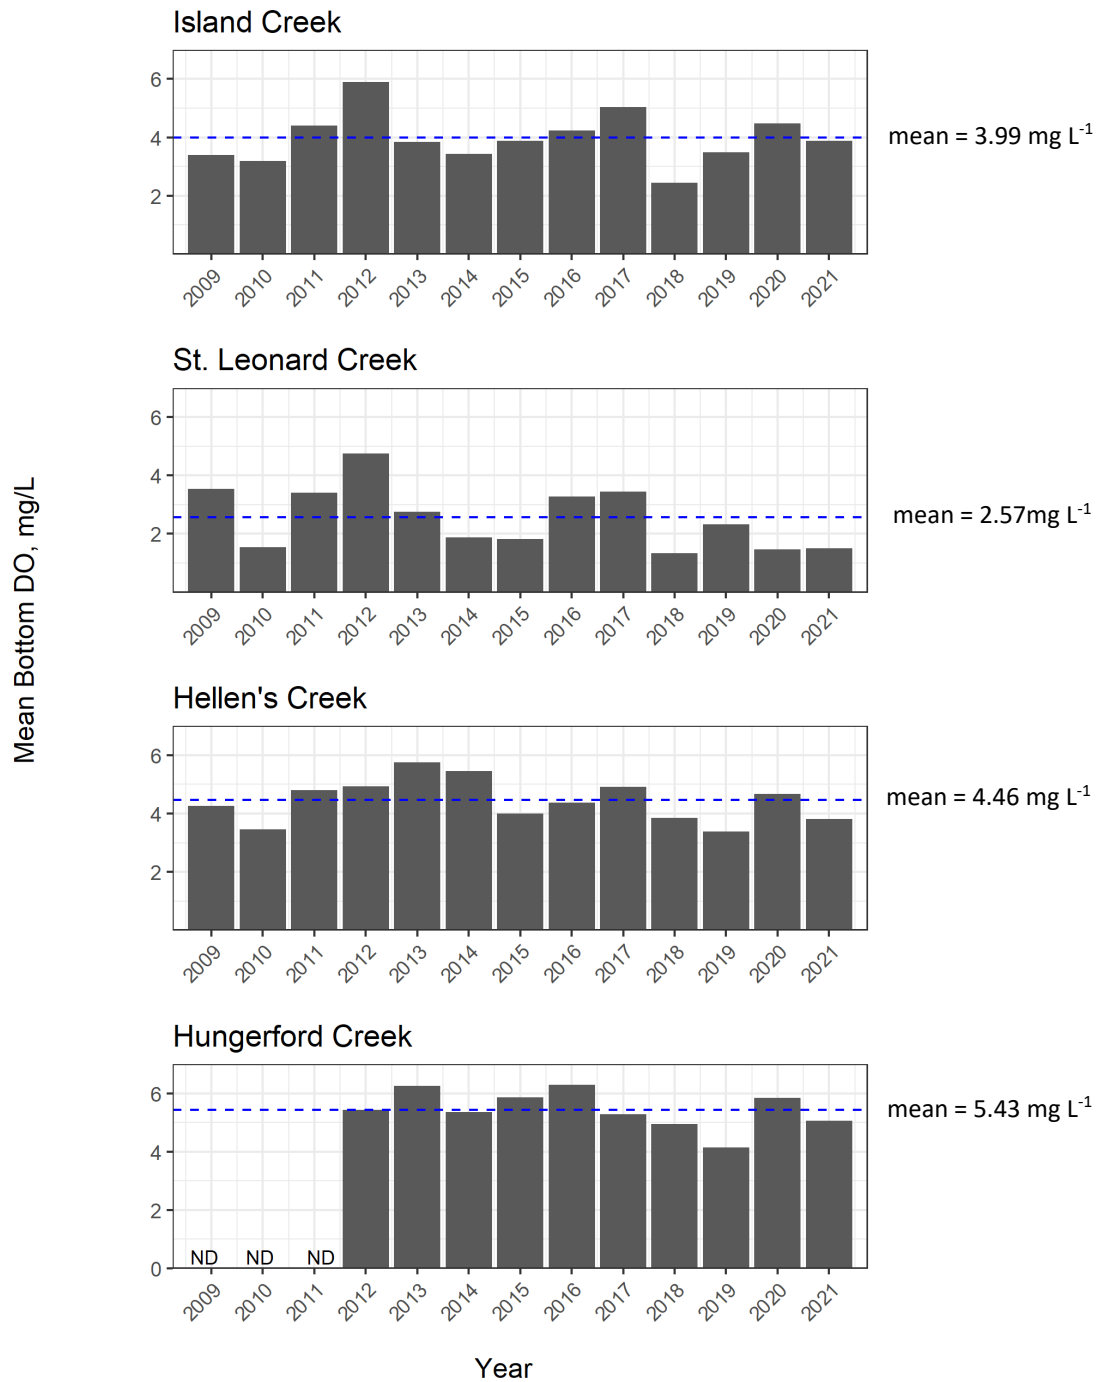 Island Creek
6
4
2
mean = 3.99 mg L-1
2009 2010 2011 2012 2013 2014 2015 2016 2017 2018 2019 2020 2021
St. Leonard Creek
6
4
2
mean = 2.57mg L-1
2009 2010 2011 2012 2013 2014 2015 2016 2017 2018 2019 2020 2021
Mean Bottom DO, mg/L
Hellen's Creek
6
4
2
mean = 4.46 mg L-1
2009 2010 2011 2012 2013 2014 2015 2016 2017 2018 2019 2020 2021
Hungerford Creek
6
4
2
0
mean = 5.43 mg L-1
ND ND ND
2009 2010 2011 2012 2013 2014 2015 2016 2017 2018 2019 2020 2021
Year